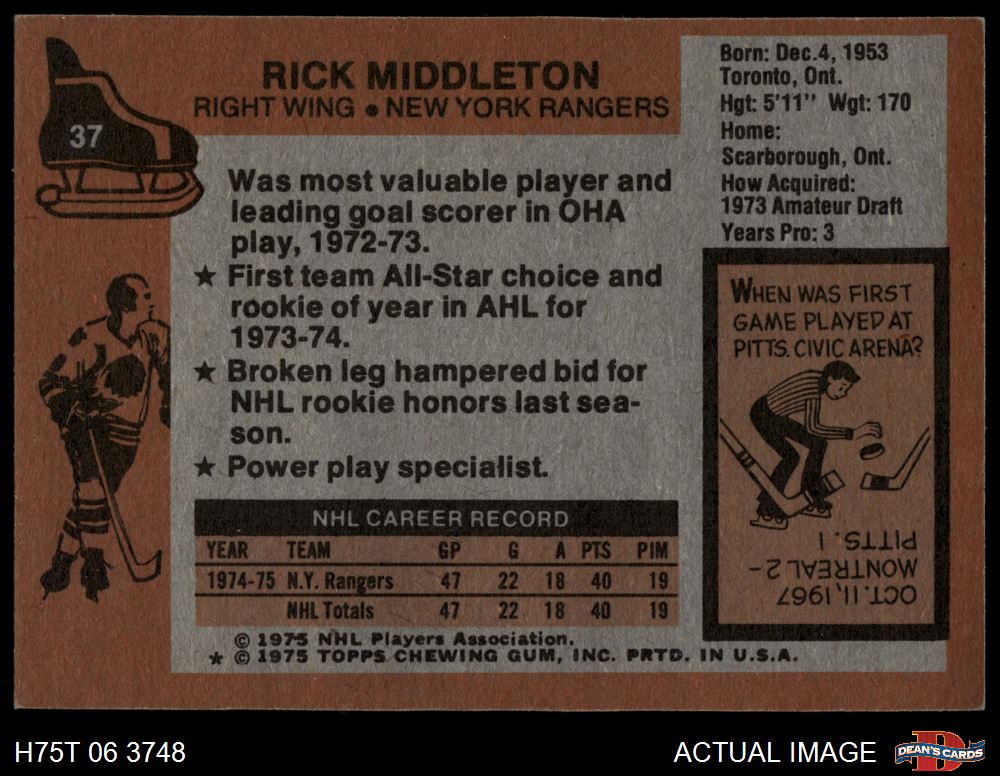 37
RICK MIDDLETON
RIGHT WING ● NEW YORK RANGERS
Born: Dec.4, 1953
Toronto, Ont.
Hgt: 5'11" Wgt: 170
Home:
Scarborough, Ont.
How Acquired:
1973 Amateur Draft
Years Pro: 3
Was most valuable player and
leading goal scorer in OHA
play, 1972-73.
★ First team All-Star choice and
rookie of year in AHL for
1973-74.
★ Broken leg hampered bid for
NHL rookie honors last sea-
son.
★ Power play specialist.
WHEN WAS FIRST
GAME PLAYED AT
PITTS. CIVIC ARENA?
OCT. 11, 1967
MONTREAL 2 -
PITTS. 1
NHL CAREER RECORD
YEAR TEAM GP G A PTS PIM
1974-75 N.Y. Rangers 47 22 18 40 19
NHL Totals 47 22 18 40 19
© 1975 NHL Players Association.
★ © 1975 TOPPS CHEWING GUM, INC. PRTD. IN U.S.A.
H75T 06 3748
ACTUAL IMAGE
DEAN'S CARDS